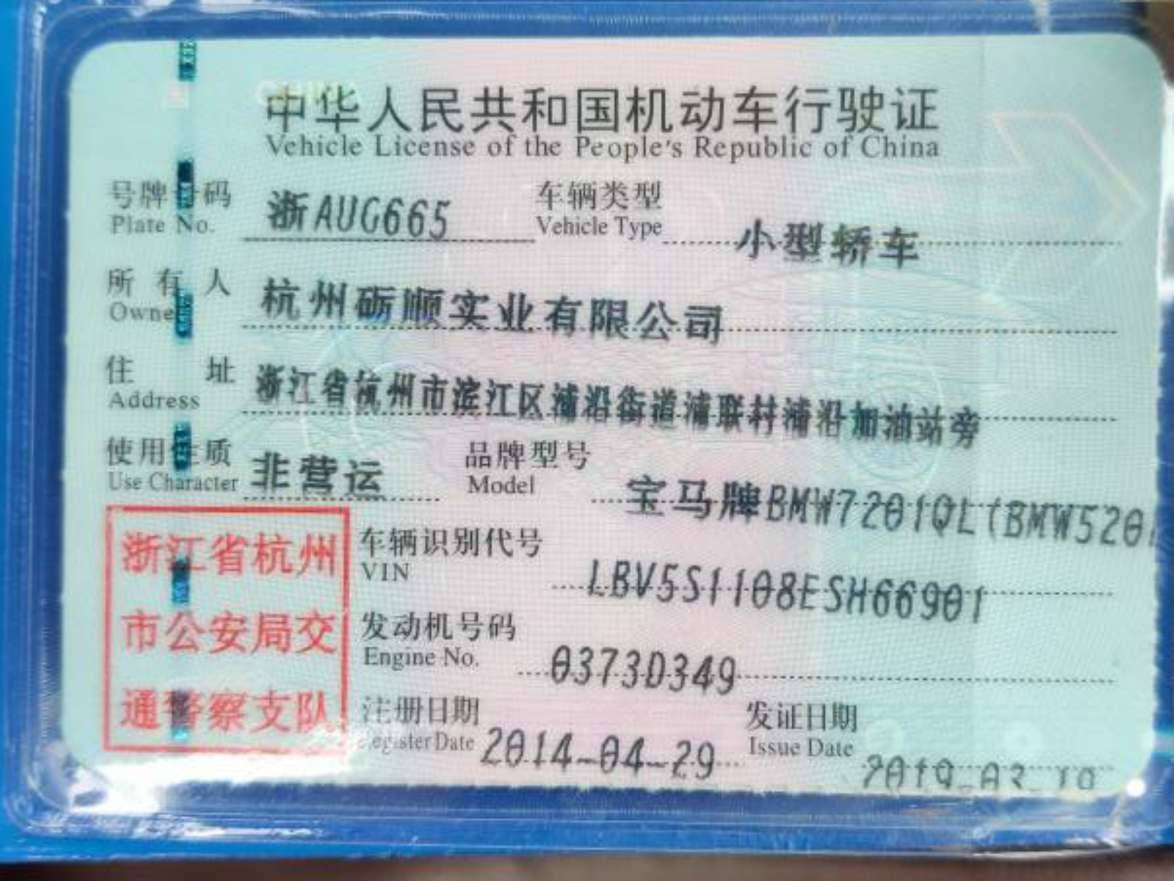 中华人民共和国机动车行驶证
Vehicle License of the People's Republic of China
号牌号码 浙AUG665 车辆类型 小型轿车
Plate No. Vehicle Type
所有人 杭州砺顺实业有限公司
Owner
住址 浙江省杭州市滨江区浦沿街道浦联村浦沿加油站旁
Address
使用性质 非营运 品牌型号 宝马牌BMW7201QL(BMW520
Use Character Model
浙江省杭州
市公安局交
通警察支队
车辆识别代号 LBV5S1108ESH66901
VIN
发动机号码 0373D349
Engine No.
注册日期 2014-04-29 发证日期
Register Date Issue Date